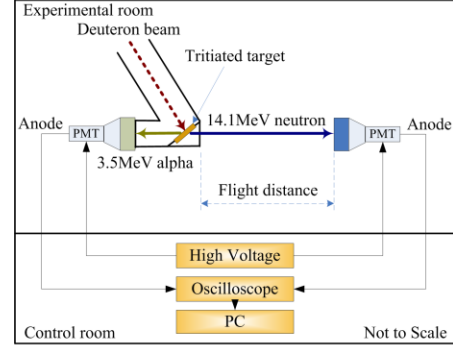 Experimental room
Deuteron beam
Tritiated target
Anode
PMT
14.1MeV neutron
PMT
Anode
3.5MeV alpha
Flight distance
High Voltage
Oscilloscope
PC
Control room
Not to Scale